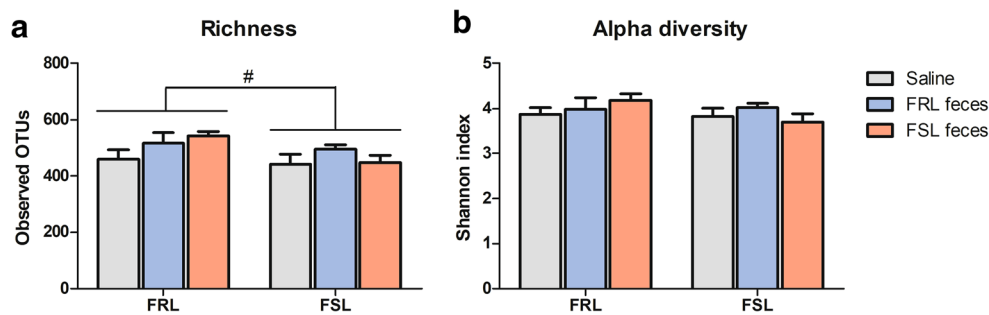 a
Richness
Observed OTUs
800
600
400
200
0
#
FRL
FSL
b
Alpha diversity
Shannon index
5
4
3
2
1
0
FRL
FSL
Saline
FRL feces
FSL feces